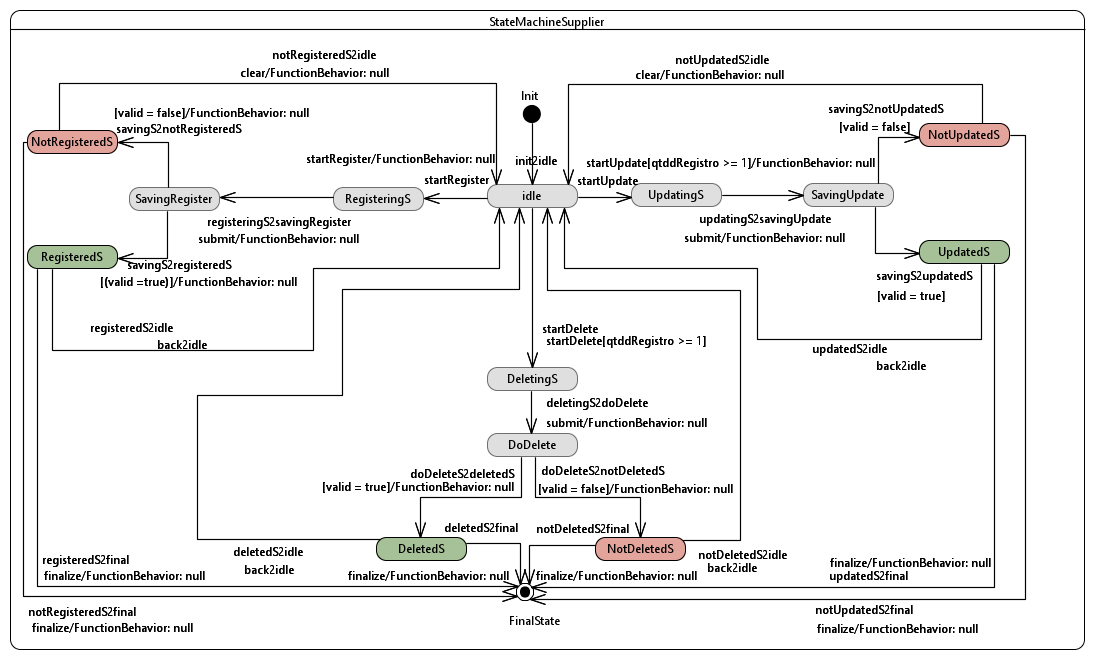 StateMachineSupplier
notRegisteredS2idle
clear/FunctionBehavior: null
notUpdatedS2idle
clear/FunctionBehavior: null
Init
[valid = false]/FunctionBehavior: null
savingS2notRegisteredS
savingS2notUpdatedS
[valid = false]
NotRegisteredS
NotUpdatedS
startRegister/FunctionBehavior: null
init2idle
startUpdate[qtddRegistro >= 1]/FunctionBehavior: null
startRegister
startUpdate
SavingRegister
RegisteringS
idle
UpdatingS
SavingUpdate
registeringS2savingRegister
submit/FunctionBehavior: null
updatingS2savingUpdate
submit/FunctionBehavior: null
RegisteredS
UpdatedS
savingS2registeredS
[(valid =true)]/FunctionBehavior: null
savingS2updatedS
[valid = true]
registeredS2idle
back2idle
startDelete
startDelete[qtddRegistro >= 1]
updatedS2idle
back2idle
DeletingS
deletingS2doDelete
submit/FunctionBehavior: null
DoDelete
doDeleteS2deletedS
[valid = true]/FunctionBehavior: null
doDeleteS2notDeletedS
[valid = false]/FunctionBehavior: null
deletedS2final
notDeletedS2final
DeletedS
NotDeletedS
deletedS2idle
back2idle
notDeletedS2idle
back2idle
registeredS2final
finalize/FunctionBehavior: null
finalize/FunctionBehavior: null
finalize/FunctionBehavior: null
finalize/FunctionBehavior: null
updatedS2final
notRegisteredS2final
finalize/FunctionBehavior: null
FinalState
notUpdatedS2final
finalize/FunctionBehavior: null